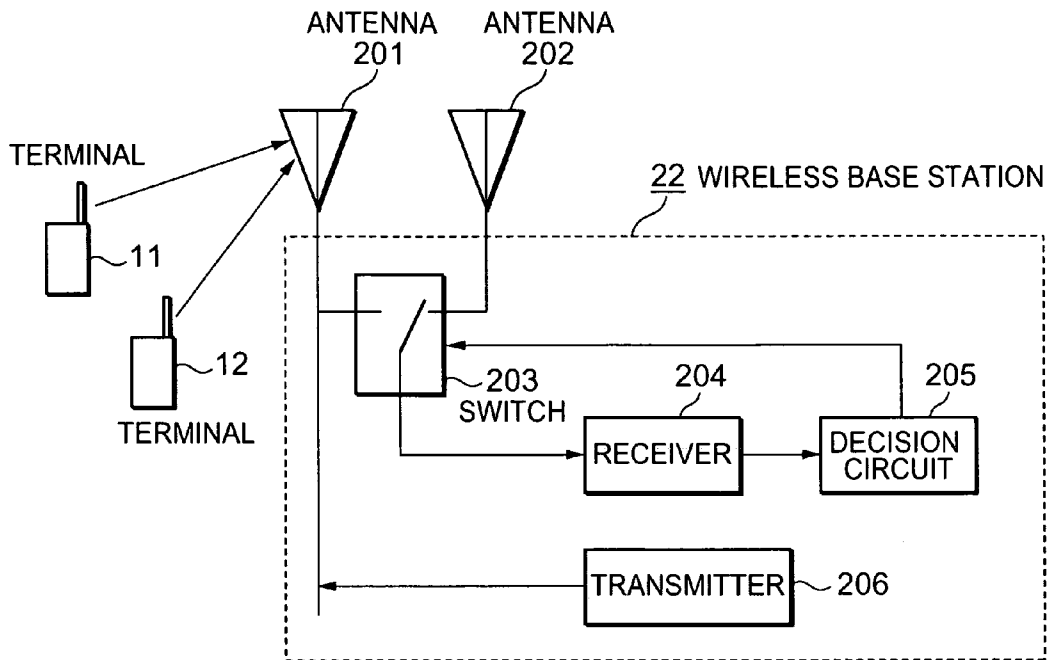 ANTENNA
201
ANTENNA
202
TERMINAL
11
12
TERMINAL
22 WIRELESS BASE STATION
203
SWITCH
204
RECEIVER
205
DECISION
CIRCUIT
TRANSMITTER
206